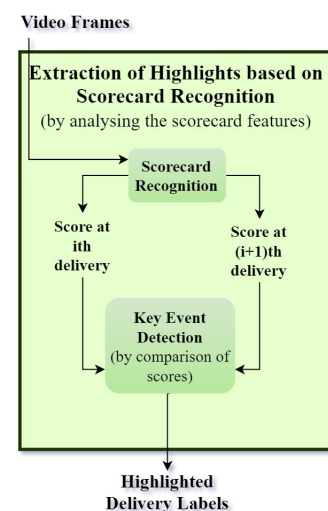 Video Frames
Extraction of Highlights based on
Scorecard Recognition
(by analysing the scorecard features)
Scorecard
Recognition
Score at
ith
delivery
Score at
(i+1)th
delivery
Key Event
Detection
(by comparison of
scores)
Highlighted
Delivery Labels